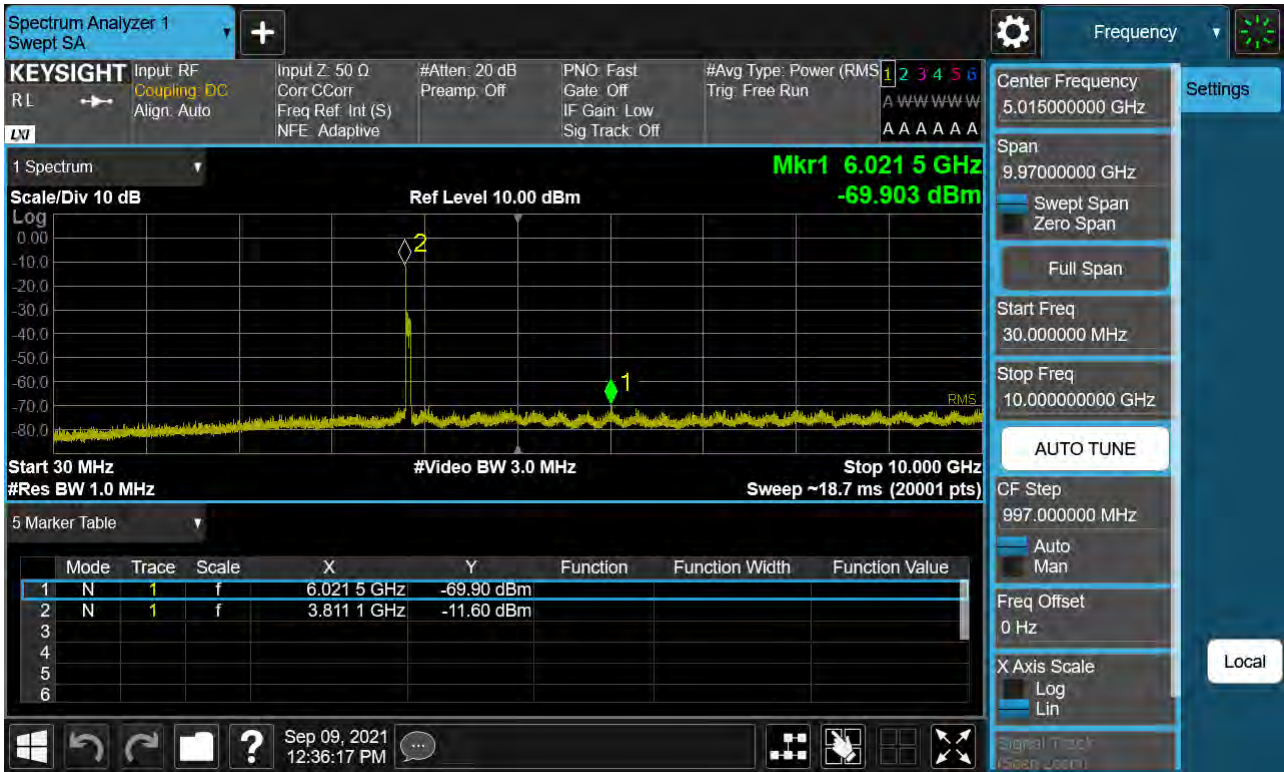 Spectrum Analyzer 1
Swept SA
+
Frequency
KEYSIGHT
RL
LXI
Input: RF
Coupling: DC
Align: Auto
Input Z: 50 Ω
Corr CCorr
Freq Ref: Int (S)
NFE: Adaptive
#Atten: 20 dB
Preamp: Off
PNO: Fast
Gate: Off
IF Gain: Low
Sig Track: Off
#Avg Type: Power (RMS
Trig: Free Run
1 2 3 4 5 6
A W W W W W
A A A A A A
1 Spectrum
Scale/Div 10 dB
Ref Level 10.00 dBm
Mkr1 6.021 5 GHz
-69.903 dBm
Log
0.00
-10.0
-20.0
-30.0
-40.0
-50.0
-60.0
-70.0
-80.0
2
1
RMS
Start 30 MHz
#Video BW 3.0 MHz
Stop 10.000 GHz
#Res BW 1.0 MHz
Sweep ~18.7 ms (20001 pts)
5 Marker Table
Mode Trace Scale X Y Function Function Width Function Value
1 N 1 f 6.021 5 GHz -69.90 dBm
2 N 1 f 3.811 1 GHz -11.60 dBm
3
4
5
6
Sep 09, 2021
12:36:17 PM
?
Center Frequency
5.015000000 GHz
Span
9.97000000 GHz
Swept Span
Zero Span
Full Span
Start Freq
30.000000 MHz
Stop Freq
10.000000000 GHz
AUTO TUNE
CF Step
997.000000 MHz
Auto
Man
Freq Offset
0 Hz
X Axis Scale
Log
Lin
Signal Track
(Span Zoom)
Settings
Local